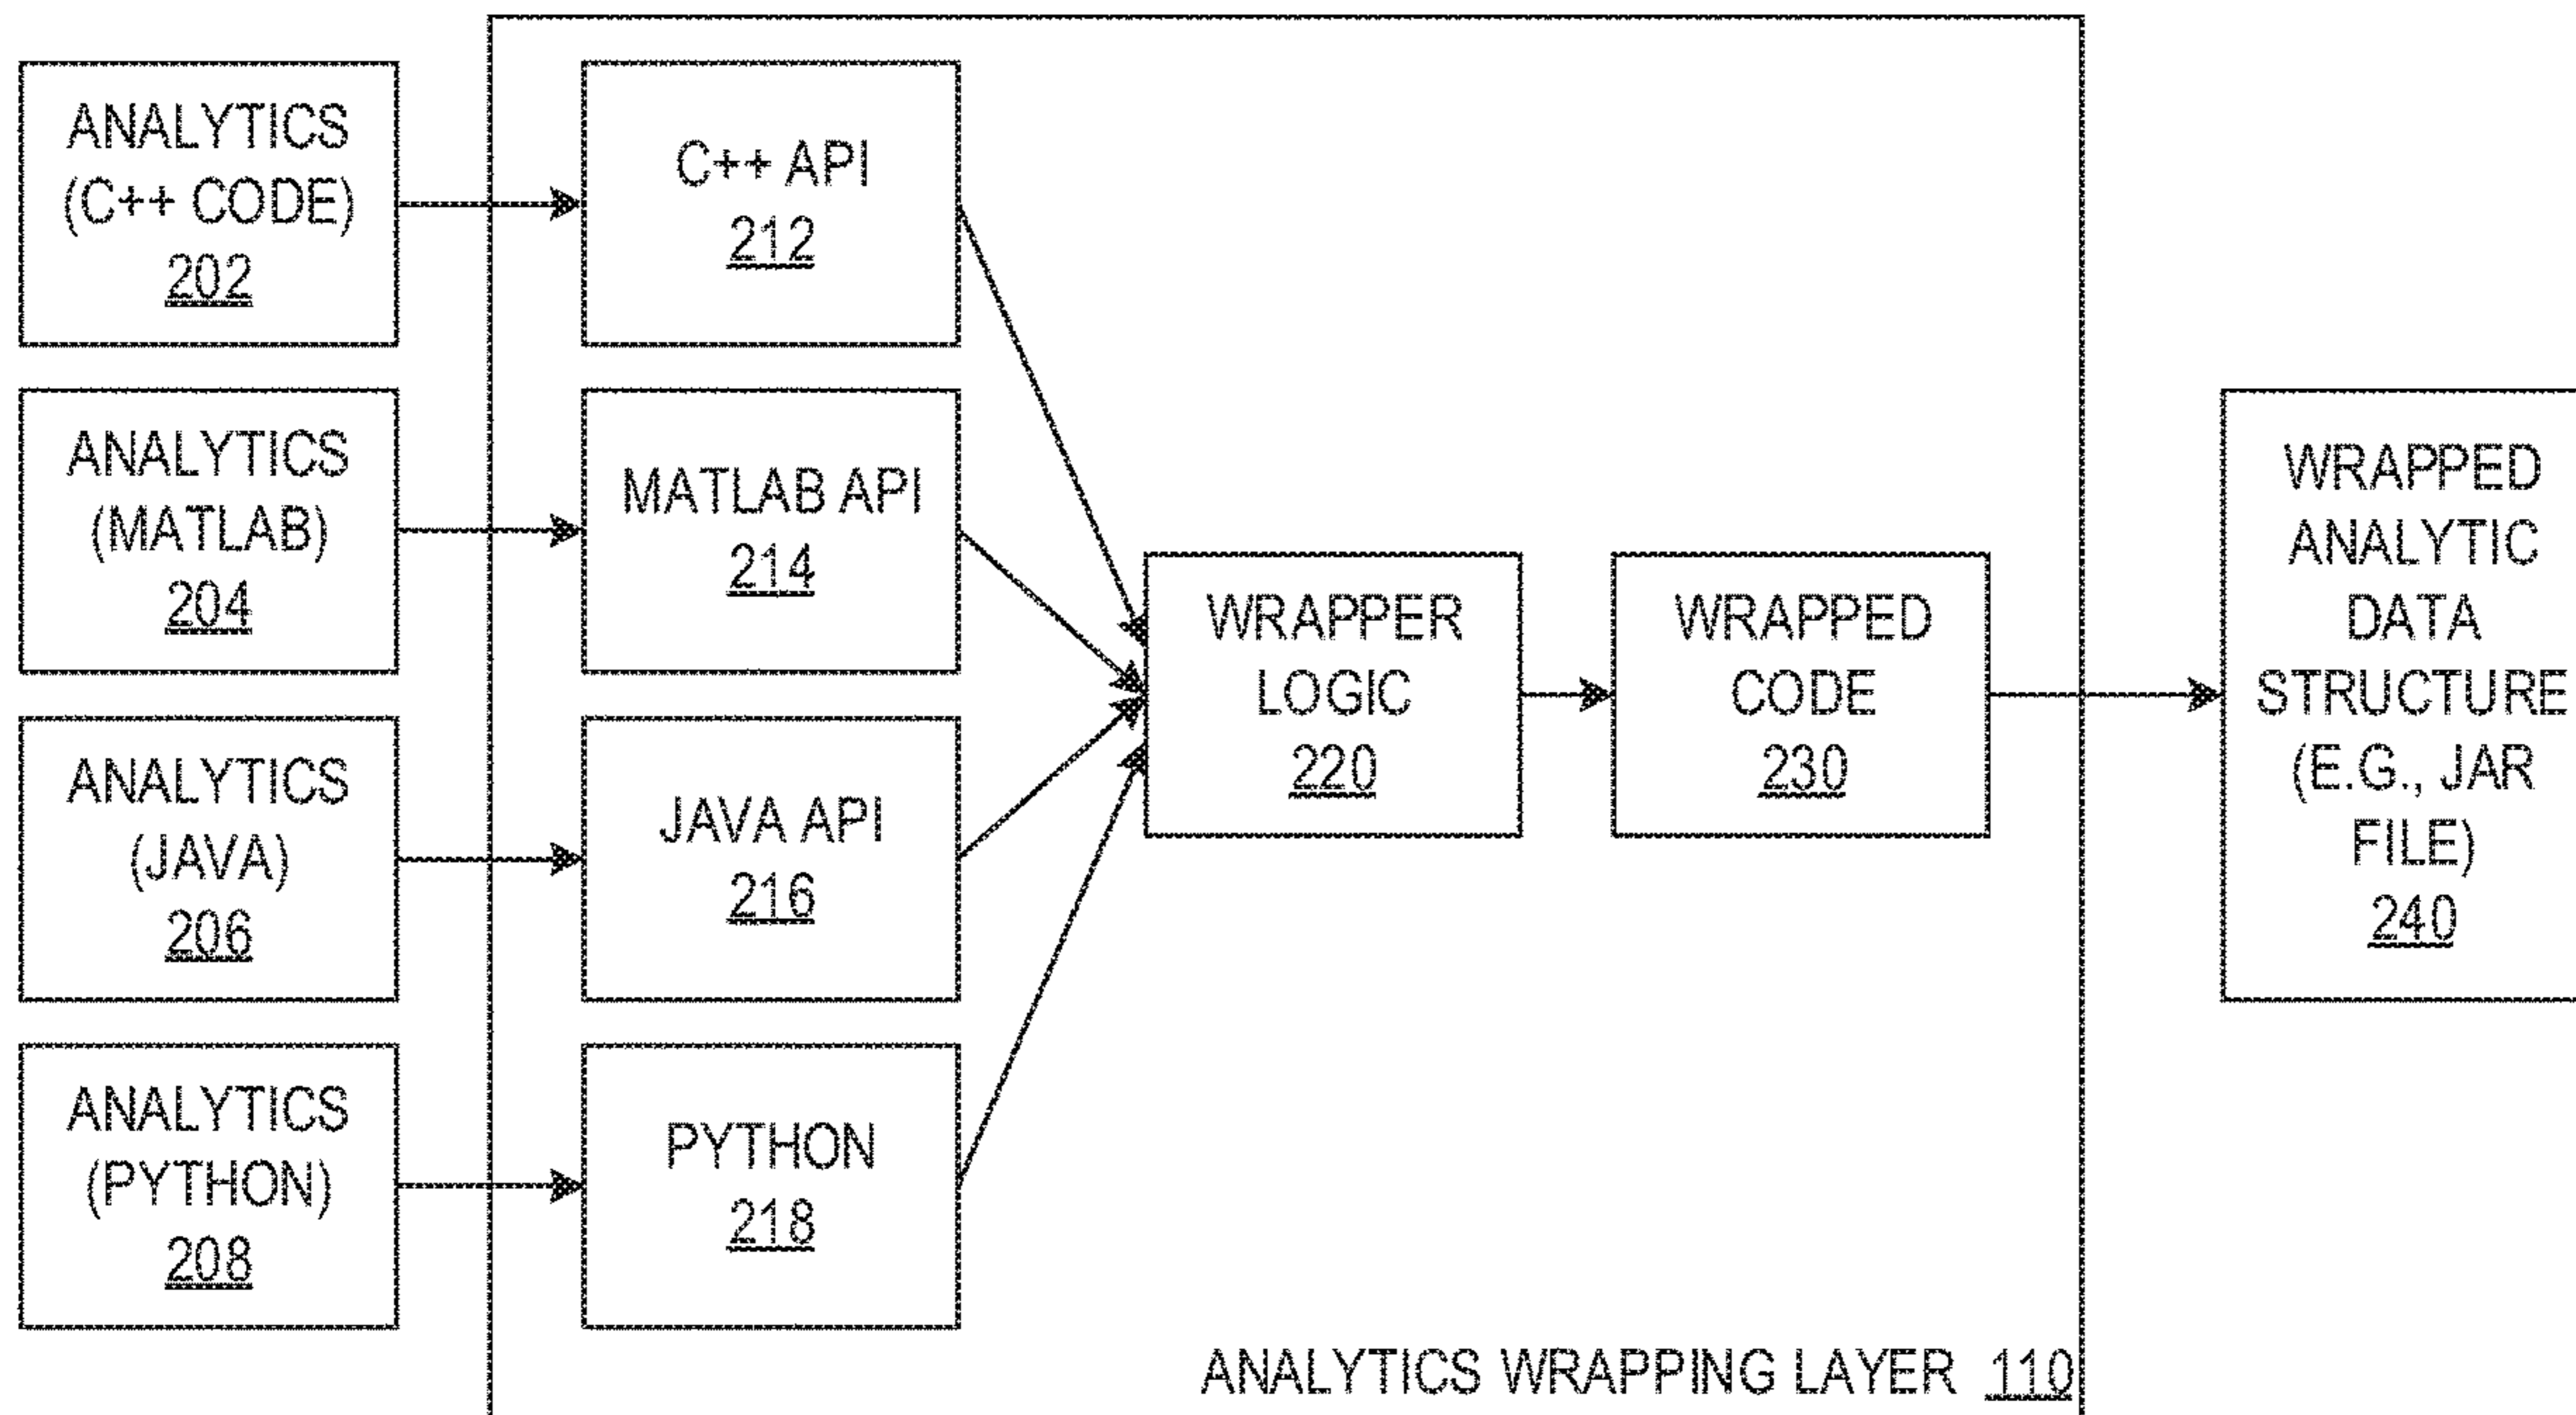 ANALYTICS
(C++ CODE)
202
C++ API
212
ANALYTICS
(MATLAB)
204
MATLAB API
214
ANALYTICS
(JAVA)
206
JAVA API
216
ANALYTICS
(PYTHON)
208
PYTHON
218
WRAPPER
LOGIC
220
WRAPPED
CODE
230
WRAPPED
ANALYTIC
DATA
STRUCTURE
(E.G., JAR
FILE)
240
ANALYTICS WRAPPING LAYER 110